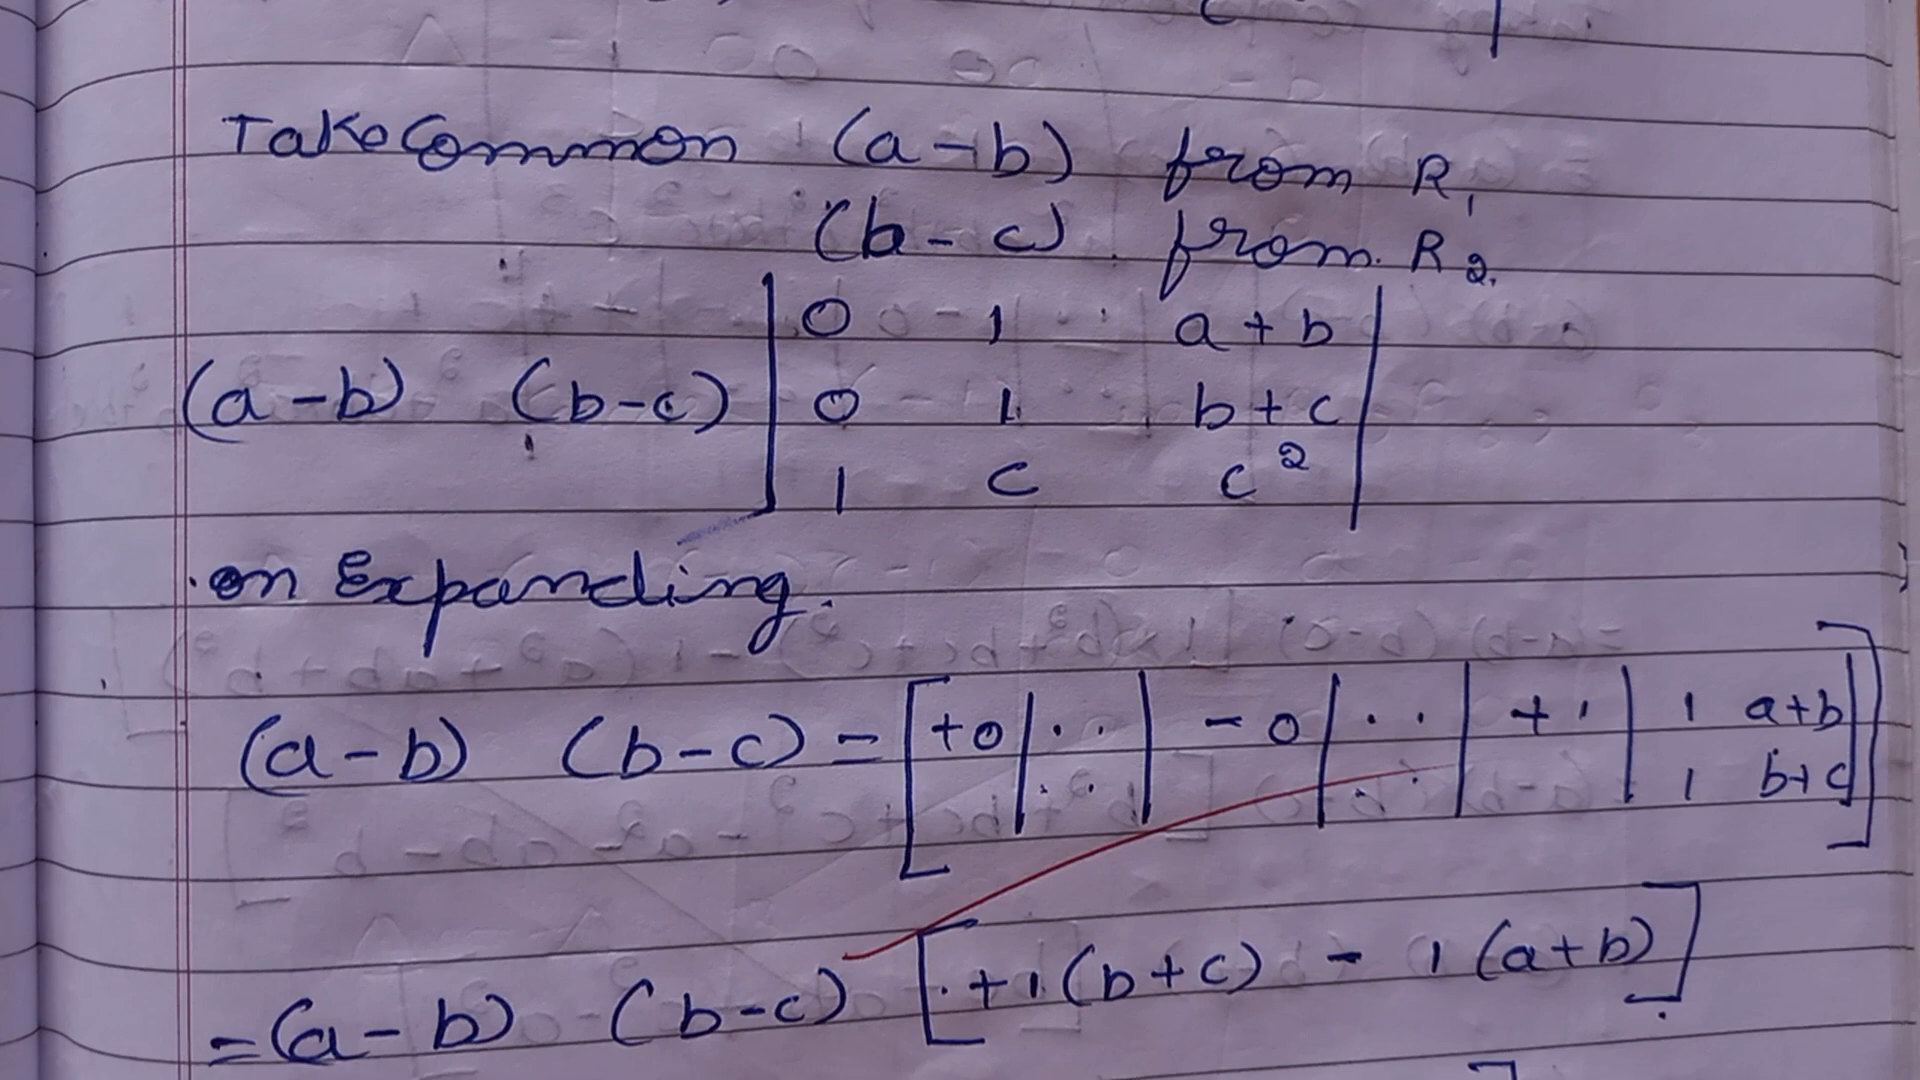 Take Common (a-b) from R1
(b-c) from R2.
(a-b) (b-c) | 0 1 a+b |
| 0 1 b+c |
| 1 c c² |
on Expanding.
(a-b) (b-c) = [+0|..| - 0|..| + 1| 1 a+b|]
|..| |..| | 1 b+c|
= (a-b) (b-c) [+1(b+c) - 1(a+b)]